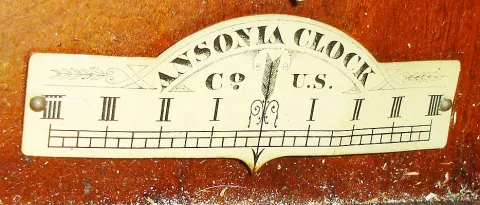 ANSONIA CLOCK
Co U.S.
IIII III II I I II III IIII